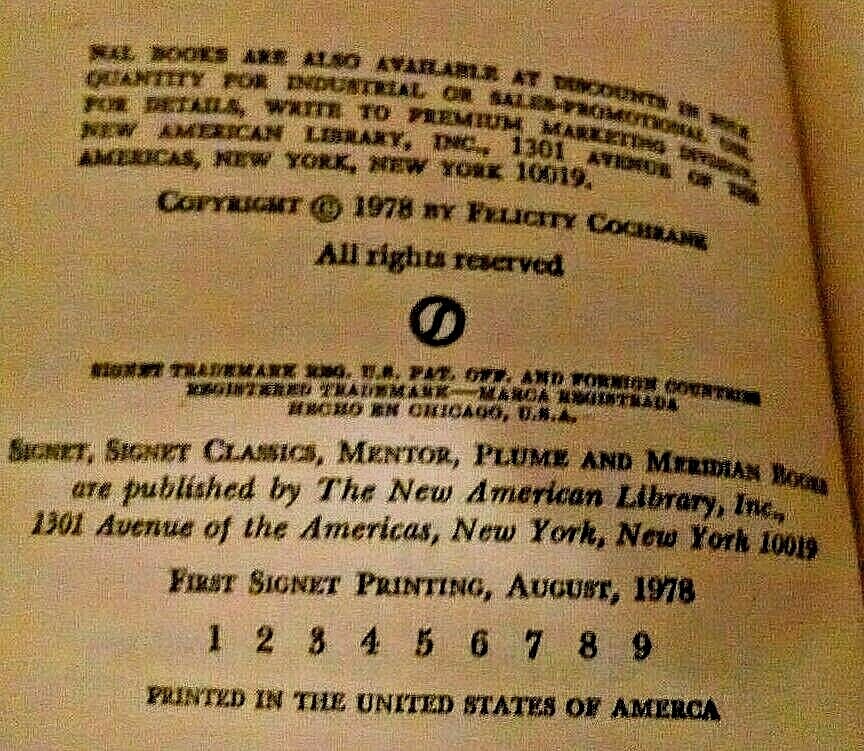 NAL BOOKS ARE ALSO AVAILABLE AT DISCOUNTS IN BULK
QUANTITY FOR INDUSTRIAL OR SALES-PROMOTIONAL USE.
FOR DETAILS, WRITE TO PREMIUM MARKETING DIVISION,
NEW AMERICAN LIBRARY, INC., 1301 AVENUE OF THE
AMERICAS, NEW YORK, NEW YORK 10019.
COPYRIGHT © 1978 BY FELICITY COCHRANE
All rights reserved
SIGNET TRADEMARK REG. U.S. PAT. OFF. AND FOREIGN COUNTRIES
REGISTERED TRADEMARK—MARCA REGISTRADA
HECHO EN CHICAGO, U.S.A.
SIGNET, SIGNET CLASSICS, MENTOR, PLUME AND MERIDIAN BOOKS
are published by The New American Library, Inc.,
1301 Avenue of the Americas, New York, New York 10019
FIRST SIGNET PRINTING, AUGUST, 1978
1 2 3 4 5 6 7 8 9
PRINTED IN THE UNITED STATES OF AMERCA